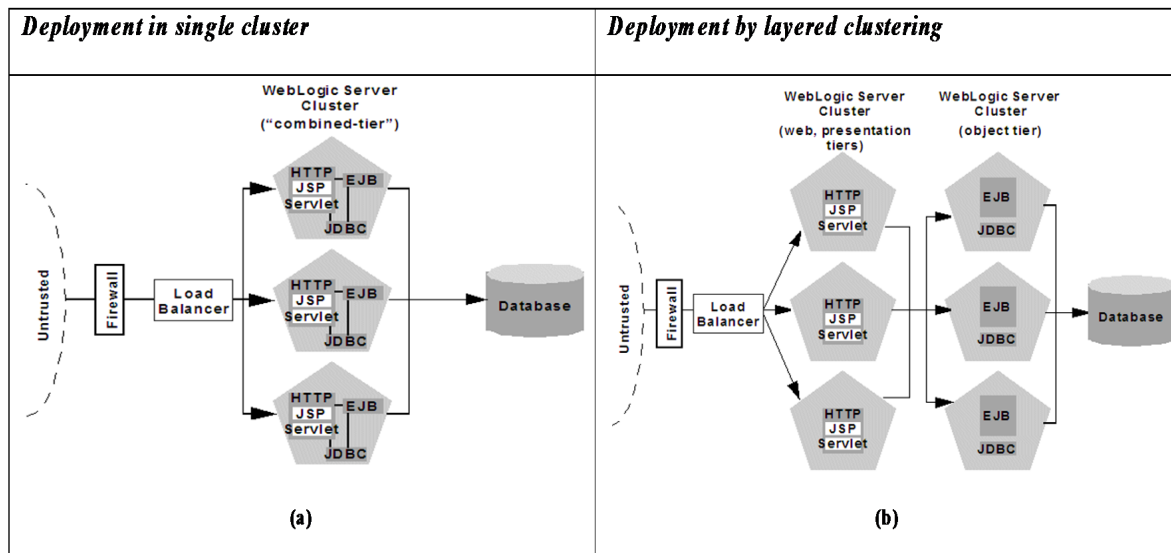 Deployment in single cluster
WebLogic Server
Cluster
("combined-tier")
Untrusted
Firewall
Load
Balancer
HTTP
JSP
Servlet
EJB
JDBC
HTTP
JSP
Servlet
EJB
JDBC
HTTP
JSP
Servlet
EJB
JDBC
Database
(a)
Deployment by layered clustering
WebLogic Server
Cluster
(web, presentation
tiers)
WebLogic Server
Cluster
(object tier)
Untrusted
Firewall
Load
Balancer
HTTP
JSP
Servlet
HTTP
JSP
Servlet
HTTP
JSP
Servlet
EJB
JDBC
EJB
JDBC
EJB
JDBC
Database
(b)